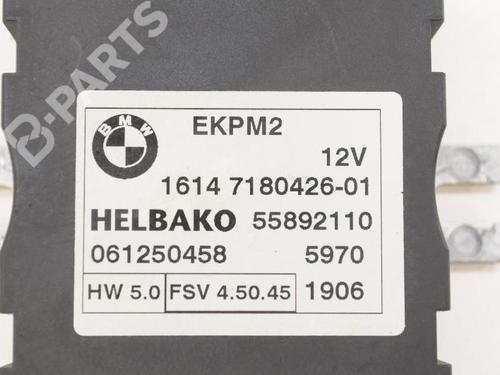 B-PARTS
BMW
EKPM2
12V
1614 7180426-01
HELBAKO 55892110
061250458 5970
HW 5.0 FSV 4.50.45 1906